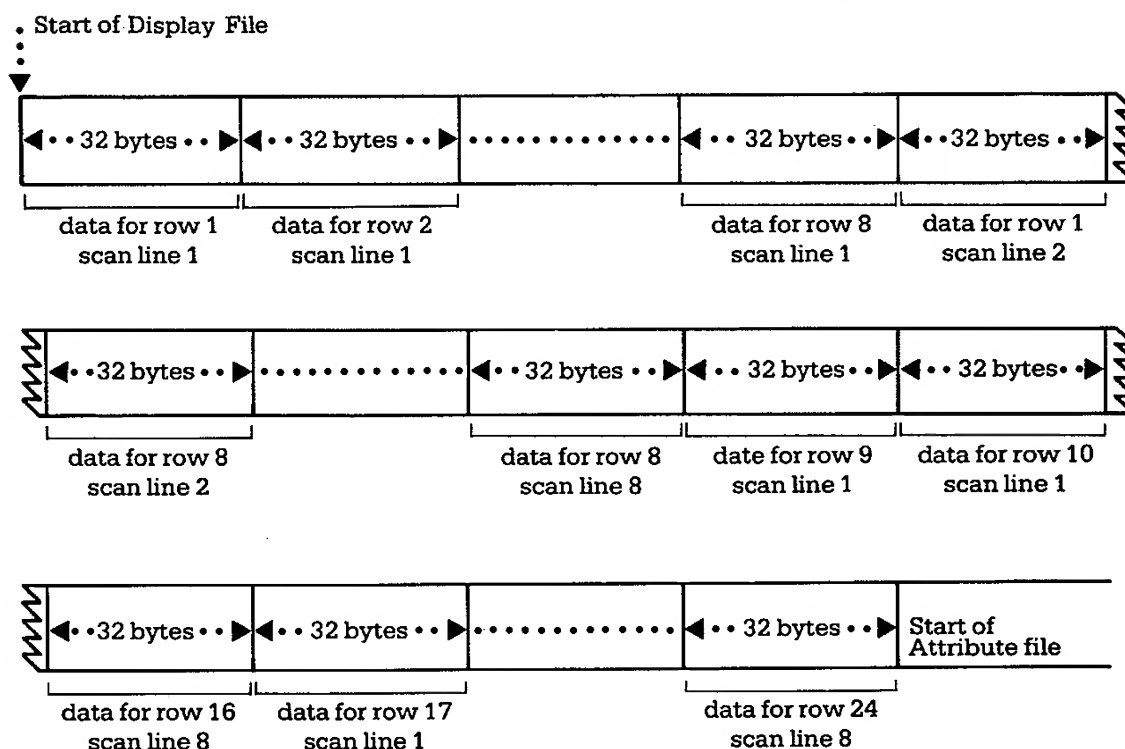 Start of Display File
32 bytes 32 bytes 32 bytes 32 bytes
data for row 1 data for row 2 data for row 8 data for row 1
scan line 1 scan line 1 scan line 1 scan line 2
32 bytes 32 bytes 32 bytes 32 bytes
data for row 8 data for row 8 date for row 9 data for row 10
scan line 2 scan line 8 scan line 1 scan line 1
32 bytes 32 bytes 32 bytes Start of
Attribute file
data for row 16 data for row 17 data for row 24
scan line 8 scan line 1 scan line 8